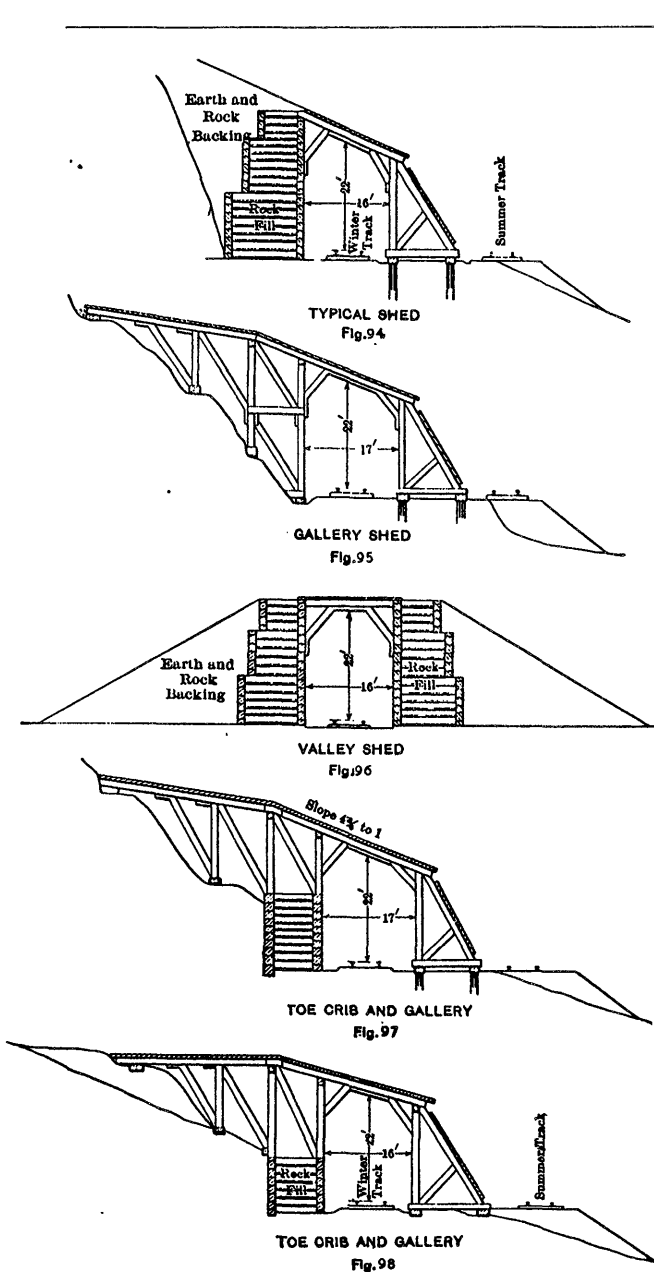 Earth and
Rock
Backing
Rock
Fill
22'
16'
Winter
Track
Summer Track
TYPICAL SHED
Fig.94
22'
17'
GALLERY SHED
Fig.95
Earth and
Rock
Backing
22'
16'
Rock
Fill
VALLEY SHED
Fig.96
Slope 4¾ to 1
22'
17'
TOE CRIB AND GALLERY
Fig.97
Rock
Fill
22'
16'
Winter
Track
Summer Track
TOE CRIB AND GALLERY
Fig.98